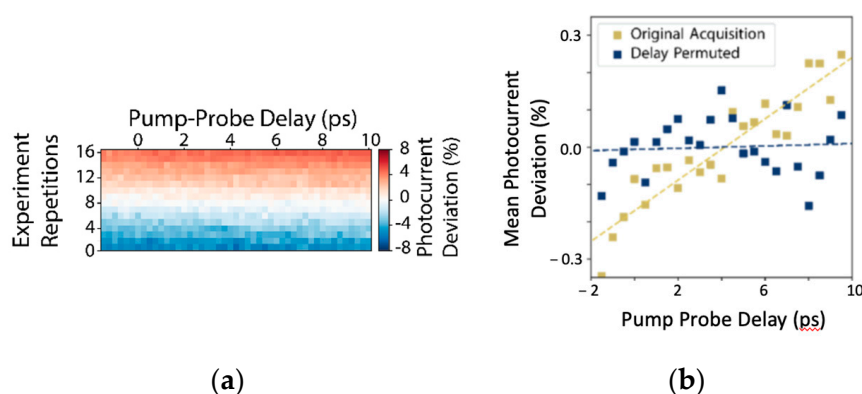 Pump-Probe Delay (ps)
0 2 4 6 8 10
Experiment
Repetitions
16
12
8
4
0
8
4
0
-4
-8
Photocurrent
Deviation (%)
(a)
Original Acquisition
Delay Permuted
Mean Photocurrent
Deviation (%)
0.3
0.0
– 0.3
– 2 2 6 10
Pump Probe Delay (ps)
(b)